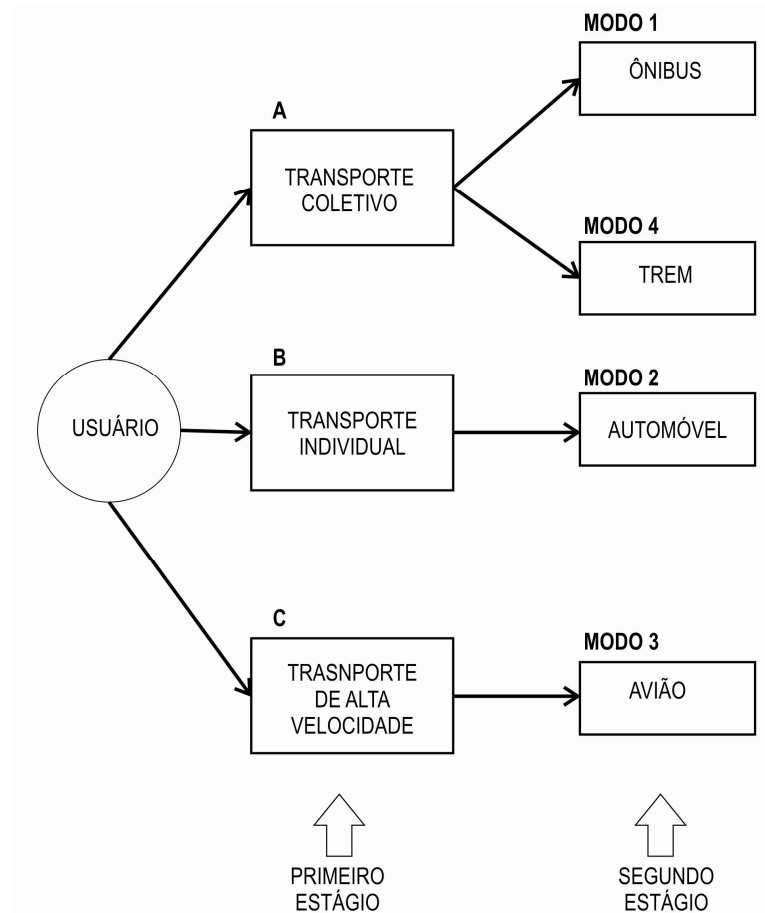 MODO 1
ÔNIBUS
A
TRANSPORTE
COLETIVO
MODO 4
TREM
B
MODO 2
USUÁRIO
TRANSPORTE
INDIVIDUAL
AUTOMÓVEL
C
MODO 3
TRASNPORTE
DE ALTA
VELOCIDADE
AVIÃO
PRIMEIRO
ESTÁGIO
SEGUNDO
ESTÁGIO